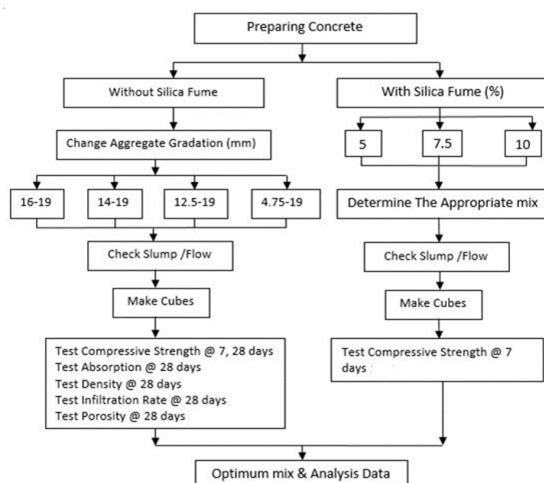 Preparing Concrete
Without Silica Fume
With Silica Fume (%)
Change Aggregate Gradation (mm)
5
7.5
10
16-19
14-19
12.5-19
4.75-19
Determine The Appropriate mix
Check Slump /Flow
Check Slump /Flow
Make Cubes
Make Cubes
Test Compressive Strength @ 7, 28 days
Test Absorption @ 28 days
Test Density @ 28 days
Test Infiltration Rate @ 28 days
Test Porosity @ 28 days
Test Compressive Strength @ 7
days
Optimum mix & Analysis Data